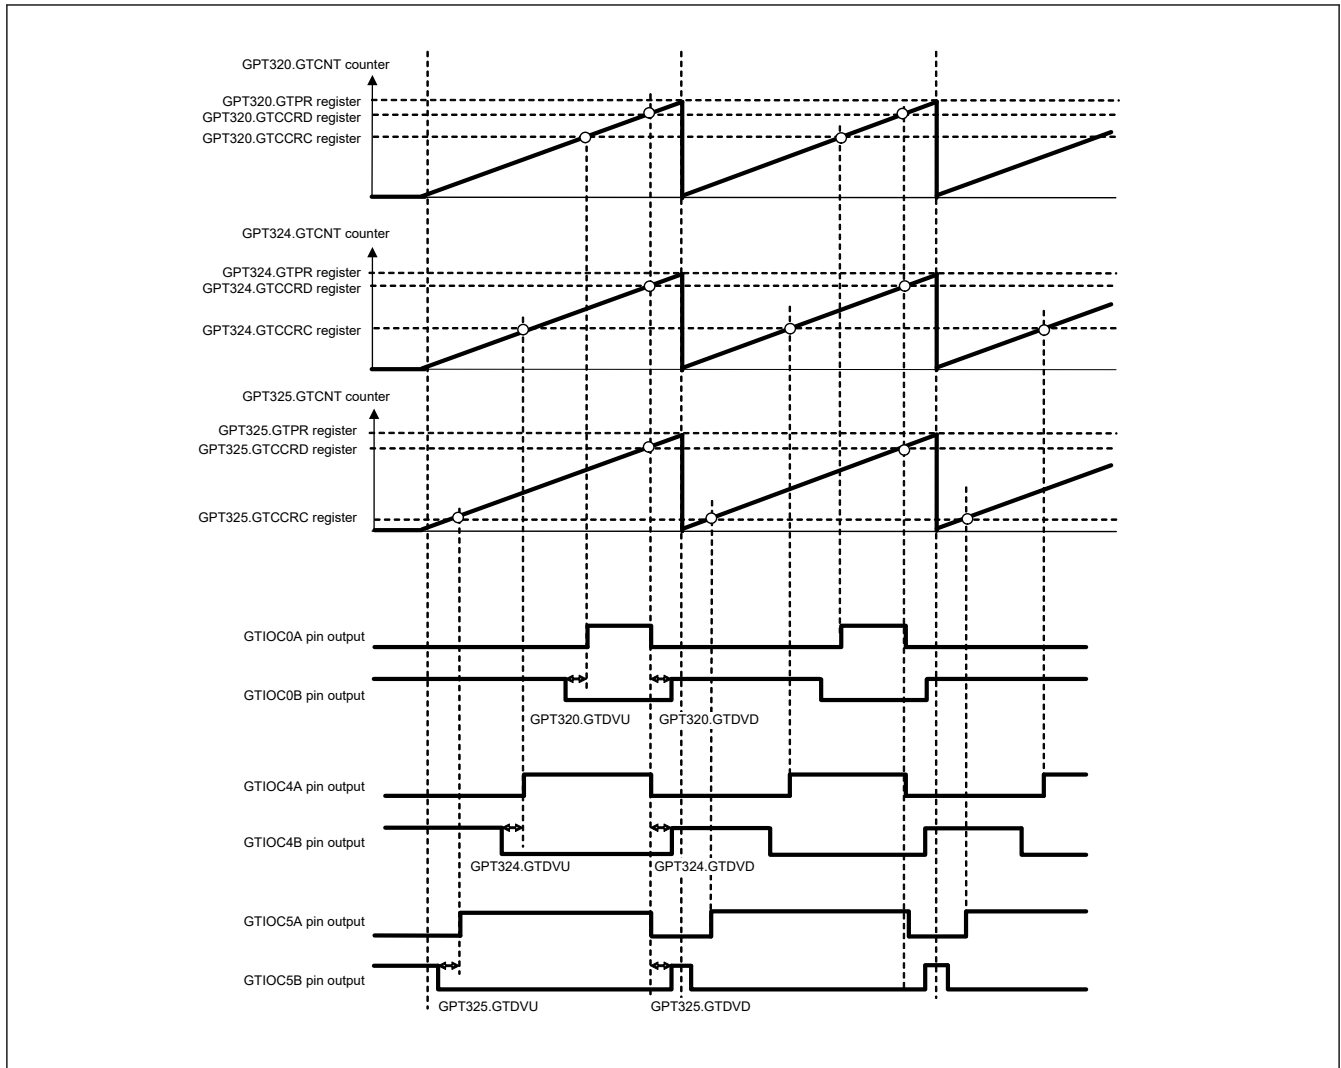 GPT320.GTCNT counter
GPT320.GTPR register
GPT320.GTCCRD register
GPT320.GTCCRC register
GPT324.GTCNT counter
GPT324.GTPR register
GPT324.GTCCRD register
GPT324.GTCCRC register
GPT325.GTCNT counter
GPT325.GTPR register
GPT325.GTCCRD register
GPT325.GTCCRC register
GTIOC0A pin output
GTIOC0B pin output
GPT320.GTDVU
GPT320.GTDVD
GTIOC4A pin output
GTIOC4B pin output
GPT324.GTDVU
GPT324.GTDVD
GTIOC5A pin output
GTIOC5B pin output
GPT325.GTDVU
GPT325.GTDVD